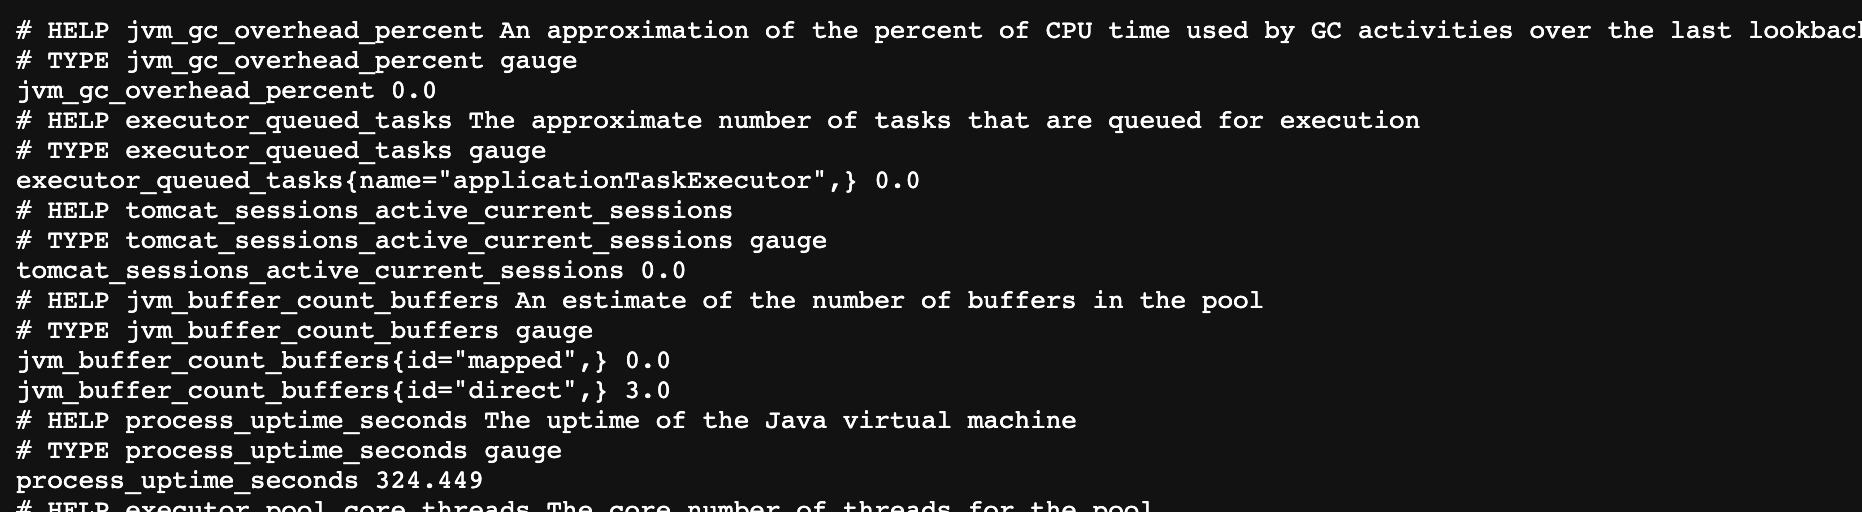 # HELP jvm_gc_overhead_percent An approximation of the percent of CPU time used by GC activities over the last
# TYPE jvm_gc_overhead_percent gauge
jvm_gc_overhead_percent 0.0
# HELP executor_queued_tasks The approximate number of tasks that are queued for execution
# TYPE executor_queued_tasks gauge
executor_queued_tasks{name="applicationTaskExecutor",} 0.0
# HELP tomcat_sessions_active_current_sessions
# TYPE tomcat_sessions_active_current_sessions gauge
tomcat_sessions_active_current_sessions 0.0
# HELP jvm_buffer_count_buffers An estimate of the number of buffers in the pool
# TYPE jvm_buffer_count_buffers gauge
jvm_buffer_count_buffers{id="mapped",} 0.0
jvm_buffer_count_buffers{id="direct",} 3.0
# HELP process_uptime_seconds The uptime of the Java virtual machine
# TYPE process_uptime_seconds gauge
process_uptime_seconds 324.449
# HELP executor_pool_core_threads The core number of threads for the pool